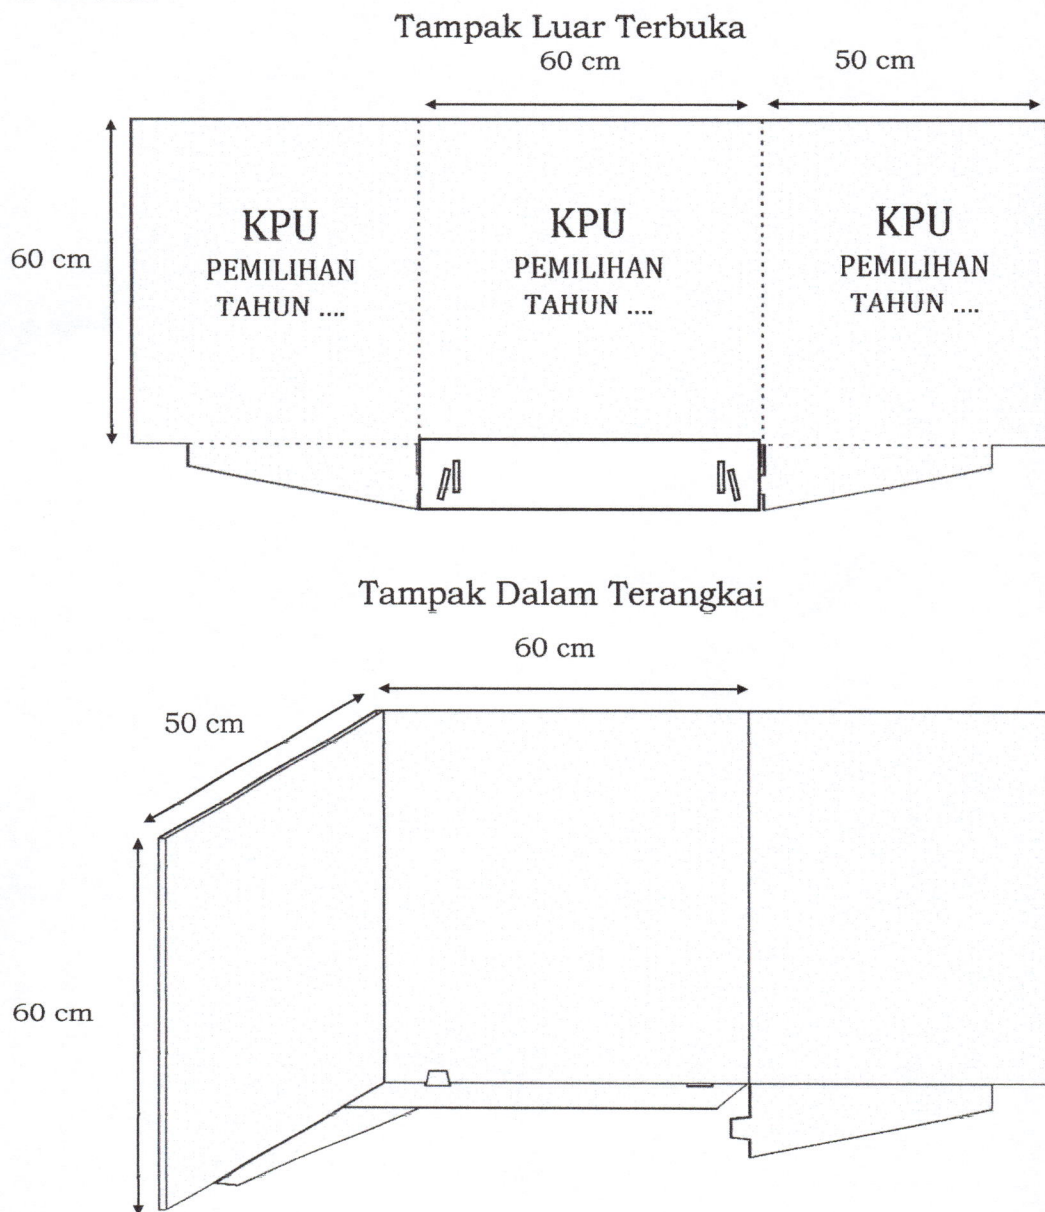 Tampak Luar Terbuka
60 cm
50 cm
60 cm
KPU
PEMILIHAN
TAHUN ....
KPU
PEMILIHAN
TAHUN ....
KPU
PEMILIHAN
TAHUN ....
Tampak Dalam Terangkai
60 cm
50 cm
60 cm